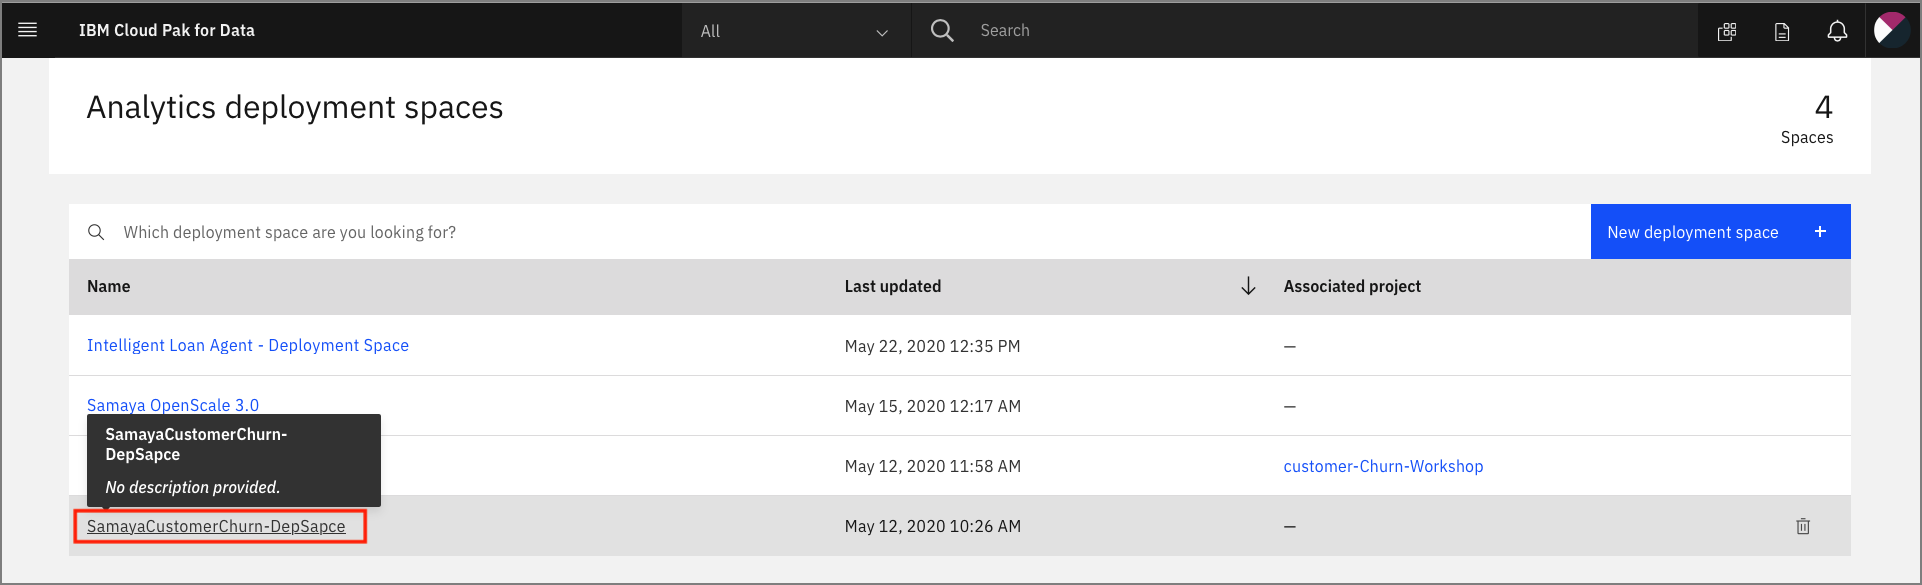 IBM Cloud Pak for Data
All
Search
Analytics deployment spaces
4
Spaces
Which deployment space are you looking for?
New deployment space +
Name Last updated Associated project
Intelligent Loan Agent - Deployment Space May 22, 2020 12:35 PM —
Samaya OpenScale 3.0 May 15, 2020 12:17 AM —
SamayaCustomerChurn-
DepSapce
No description provided.
May 12, 2020 11:58 AM customer-Churn-Workshop
SamayaCustomerChurn-DepSapce May 12, 2020 10:26 AM —